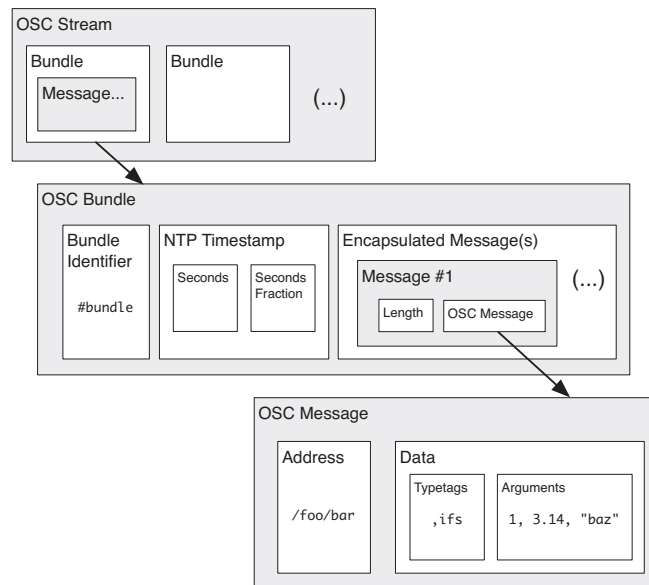 OSC Stream
Bundle
Message...
Bundle
(...)
OSC Bundle
Bundle
Identifier
#bundle
NTP Timestamp
Seconds
Seconds
Fraction
Encapsulated Message(s)
Message #1
Length
OSC Message
(...)
OSC Message
Address
/foo/bar
Data
Typetags
,ifs
Arguments
1, 3.14, "baz"